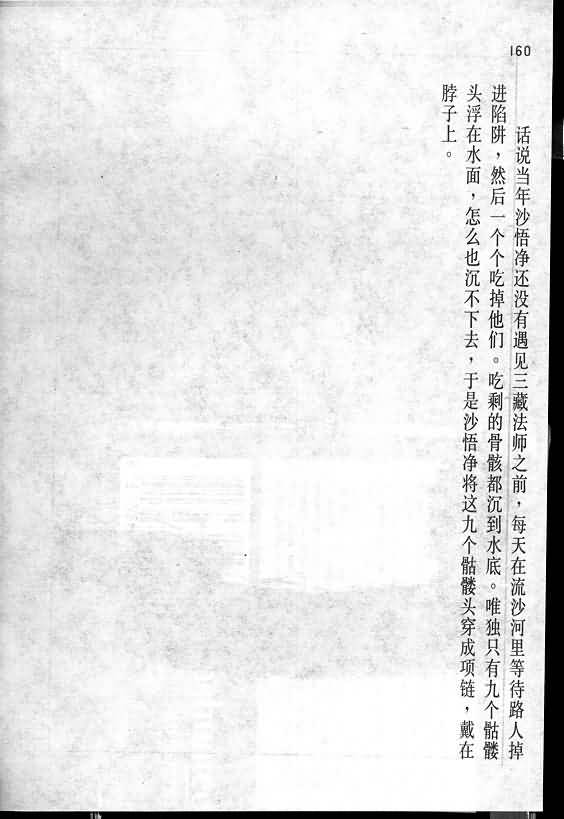 160
话说当年沙悟净还没有遇见三藏法师之前，每天在流沙河里等待路人掉
进陷阱，然后一个个吃掉他们。吃剩的骨骸都沉到水底。唯独只有九个骷髅
头浮在水面，怎么也沉不下去，于是沙悟净将这九个骷髅头穿成项链，戴在
脖子上。